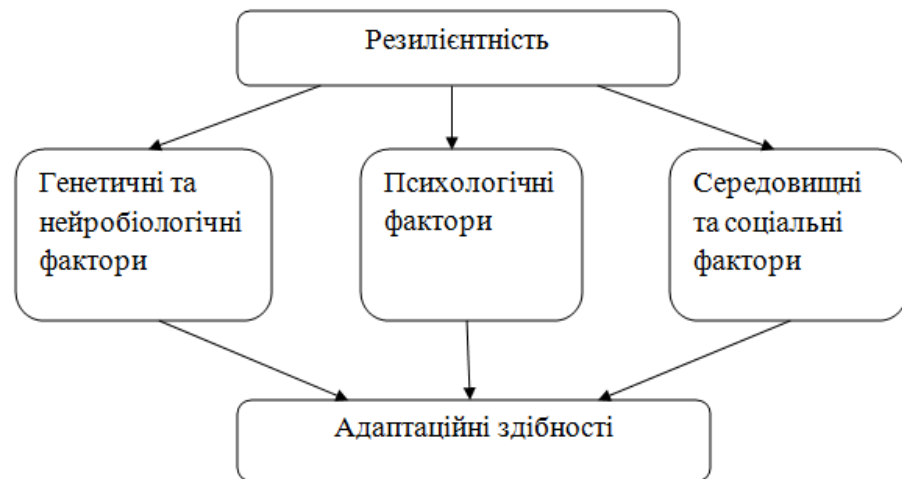 Резилієнтність
Генетичні та
нейробіологічні
фактори
Психологічні
фактори
Середовищні
та соціальні
фактори
Адаптаційні здібності